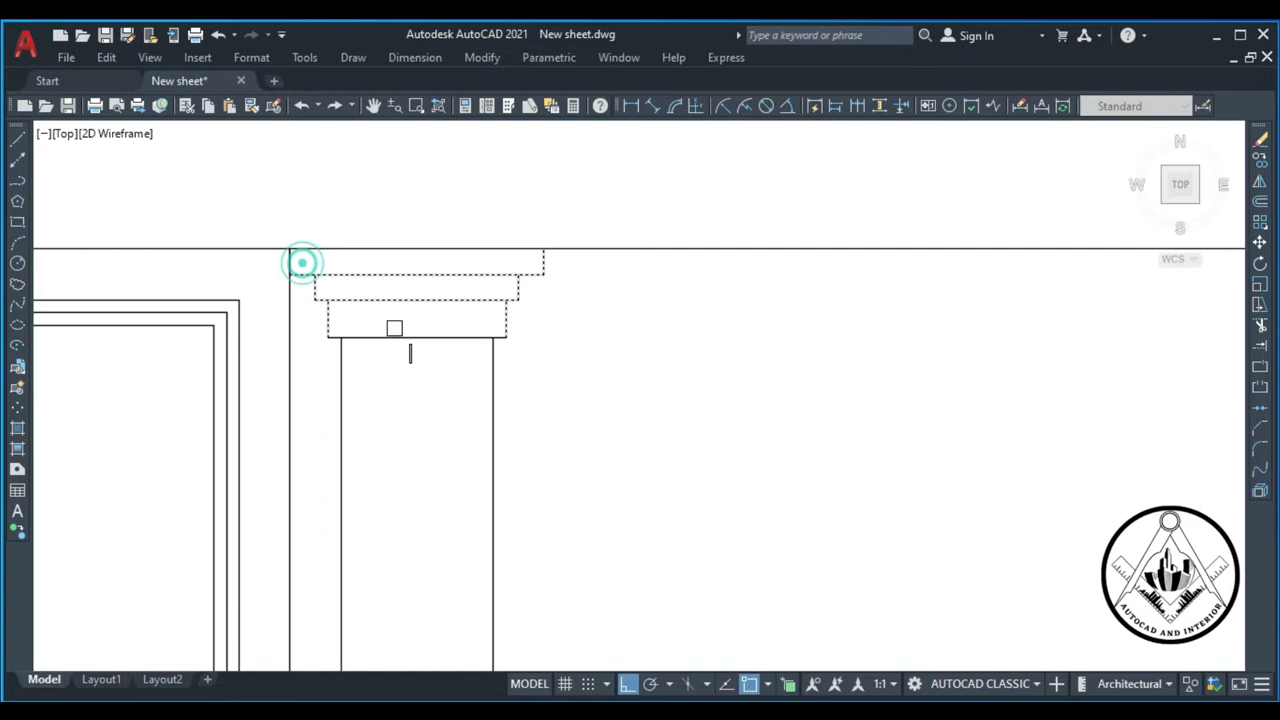 Autodesk AutoCAD 2021 New sheet.dwg
Type a keyword or phrase
Sign In
File Edit View Insert Format Tools Draw Dimension Modify Parametric Window Help Express
Start New sheet*
Standard
[−][Top][2D Wireframe]
N
W TOP E
S
WCS
AUTOCAD AND INTERIOR
Model Layout1 Layout2 +
MODEL 1:1 AUTOCAD CLASSIC Architectural